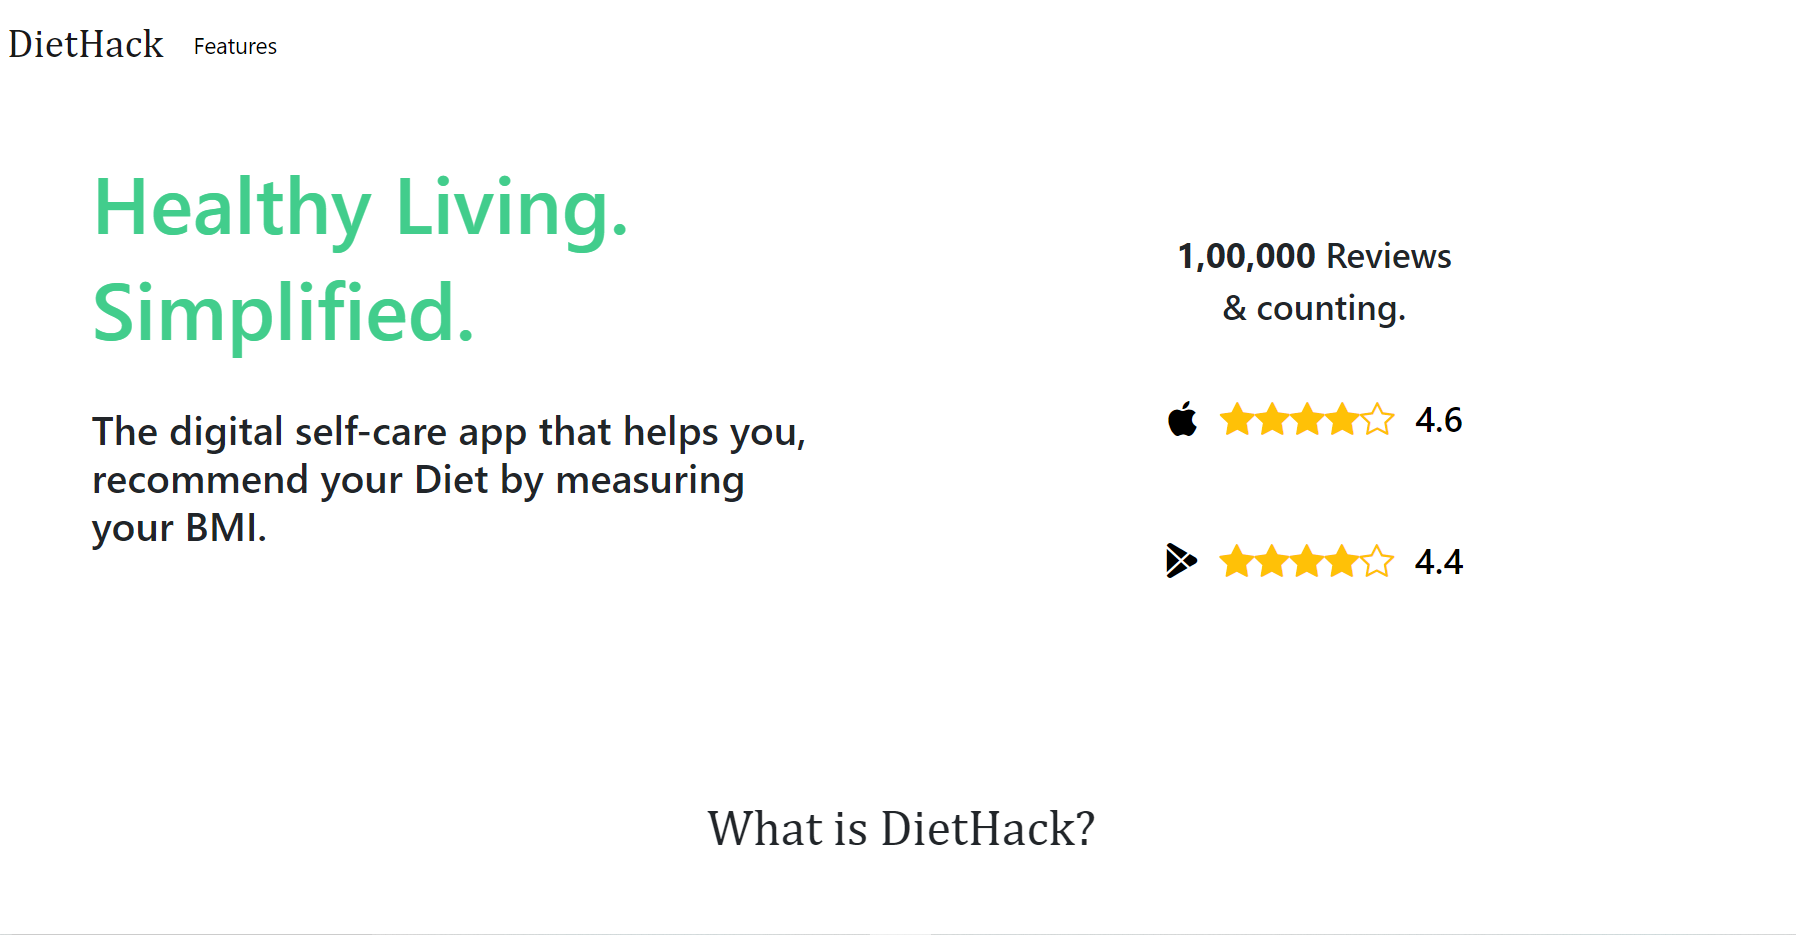 DietHack Features
Healthy Living.
Simplified.
The digital self-care app that helps you,
recommend your Diet by measuring
your BMI.
1,00,000 Reviews
& counting.
4.6
4.4
What is DietHack?